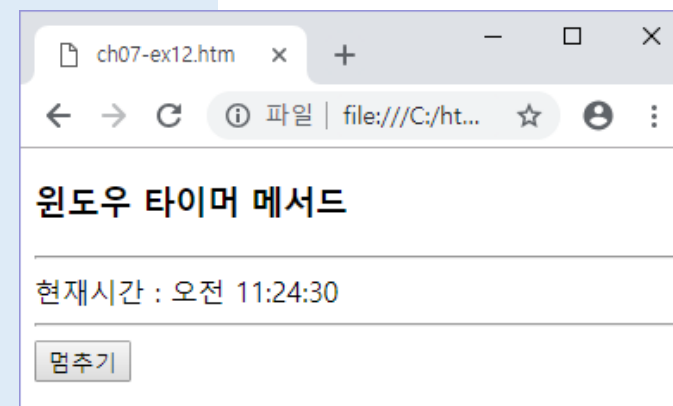 ch07-ex12.htm
파일 | file:///C:/ht...
윈도우 타이머 메서드
현재시간 : 오전 11:24:30
멈추기